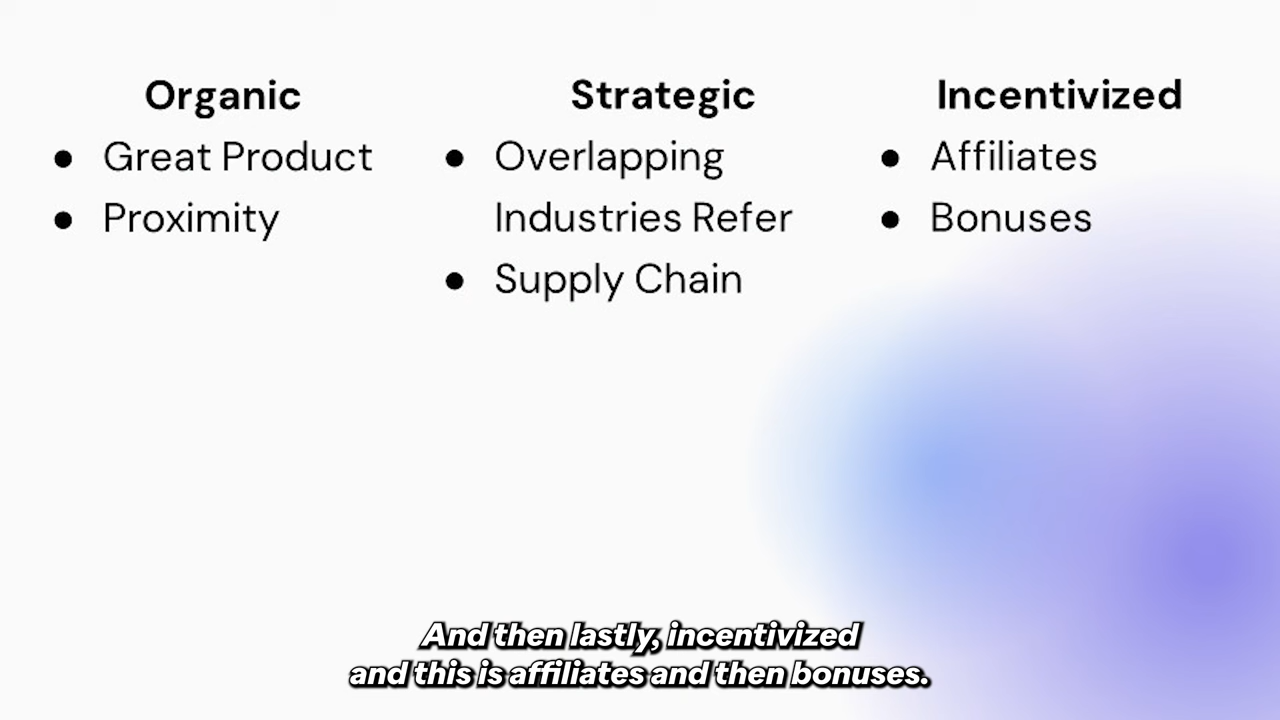 Organic
• Great Product
• Proximity
Strategic
• Overlapping
Industries Refer
• Supply Chain
Incentivized
• Affiliates
• Bonuses
And then lastly, incentivized
and this is affiliates and then bonuses.